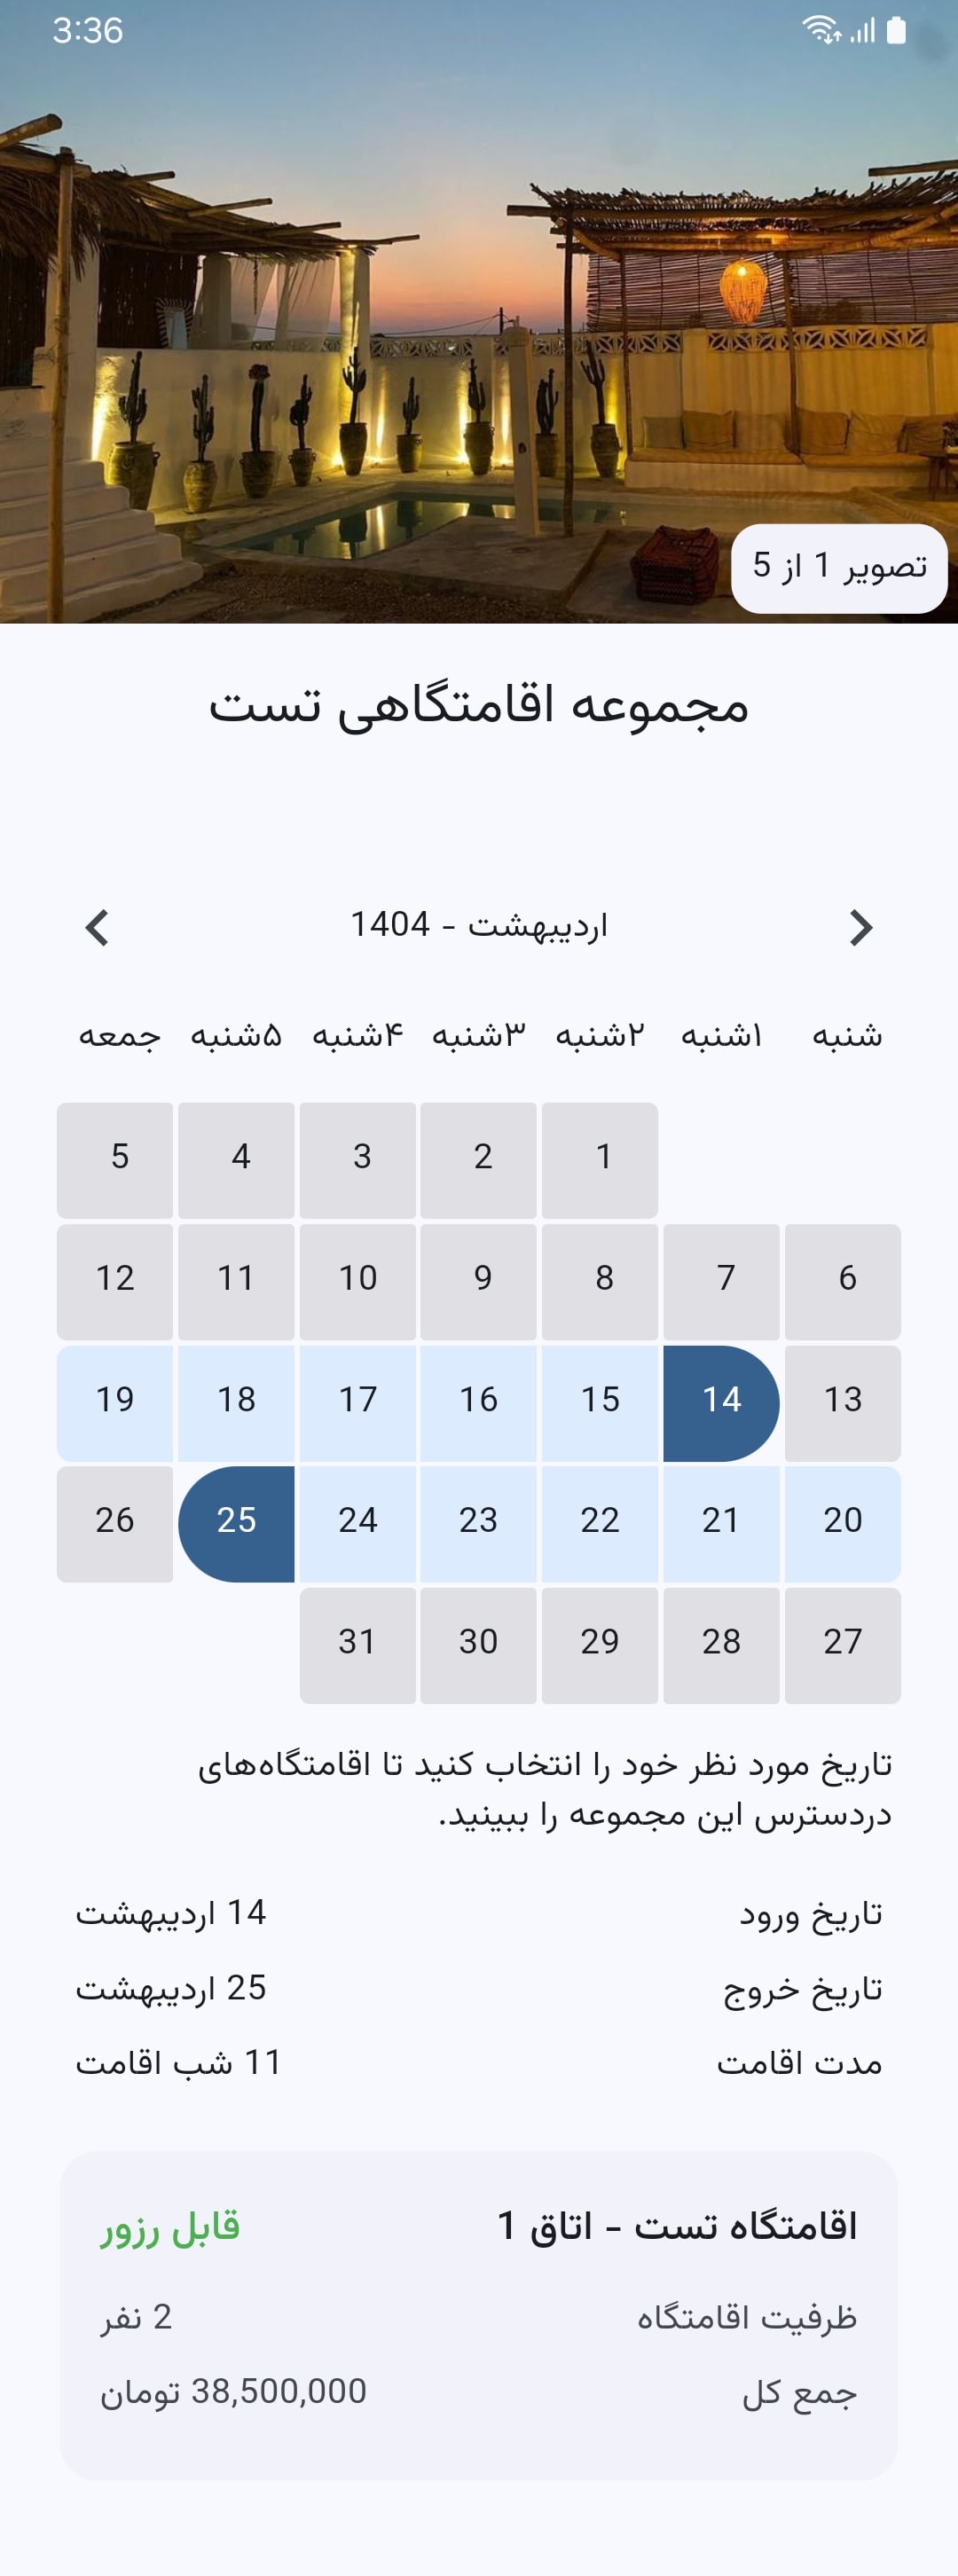 3:36
تصویر 1 از 5
مجموعه اقامتگاهی تست
اردیبهشت - 1404
شنبه ۱شنبه ۲شنبه ۳شنبه ۴شنبه ۵شنبه جمعه
1 2 3 4 5
6 7 8 9 10 11 12
13 14 15 16 17 18 19
20 21 22 23 24 25 26
27 28 29 30 31
تاریخ مورد نظر خود را انتخاب کنید تا اقامتگاه‌های
دردسترس این مجموعه را ببینید.
تاریخ ورود 14 اردیبهشت
تاریخ خروج 25 اردیبهشت
مدت اقامت 11 شب اقامت
اقامتگاه تست - اتاق 1 قابل رزور
ظرفیت اقامتگاه 2 نفر
جمع کل 38,500,000 تومان